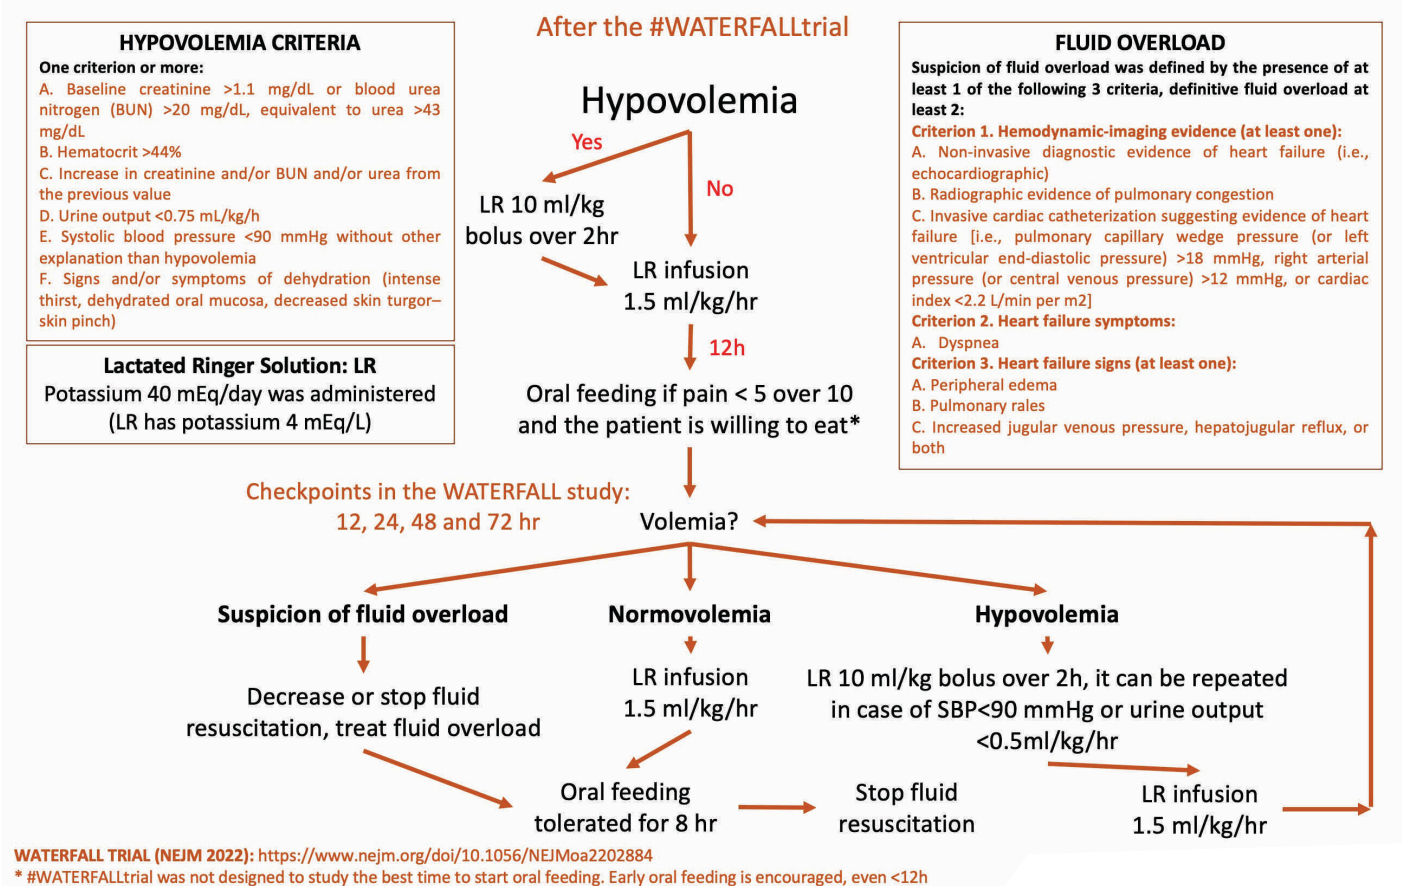 After the #WATERFALLtrial
HYPOVOLEMIA CRITERIA
One criterion or more:
A. Baseline creatinine >1.1 mg/dL or blood urea
nitrogen (BUN) >20 mg/dL, equivalent to urea >43
mg/dL
B. Hematocrit >44%
C. Increase in creatinine and/or BUN and/or urea from
the previous value
D. Urine output <0.75 mL/kg/h
E. Systolic blood pressure <90 mmHg without other
explanation than hypovolemia
F. Signs and/or symptoms of dehydration (intense
thirst, dehydrated oral mucosa, decreased skin turgor–
skin pinch)
Lactated Ringer Solution: LR
Potassium 40 mEq/day was administered
(LR has potassium 4 mEq/L)
Hypovolemia
Yes
No
LR 10 ml/kg
bolus over 2hr
LR infusion
1.5 ml/kg/hr
12h
Oral feeding if pain < 5 over 10
and the patient is willing to eat*
FLUID OVERLOAD
Suspicion of fluid overload was defined by the presence of at
least 1 of the following 3 criteria, definitive fluid overload at
least 2:
Criterion 1. Hemodynamic-imaging evidence (at least one):
A. Non-invasive diagnostic evidence of heart failure (i.e.,
echocardiographic)
B. Radiographic evidence of pulmonary congestion
C. Invasive cardiac catheterization suggesting evidence of heart
failure [i.e., pulmonary capillary wedge pressure (or left
ventricular end-diastolic pressure) >18 mmHg, right arterial
pressure (or central venous pressure) >12 mmHg, or cardiac
index <2.2 L/min per m2]
Criterion 2. Heart failure symptoms:
A. Dyspnea
Criterion 3. Heart failure signs (at least one):
A. Peripheral edema
B. Pulmonary rales
C. Increased jugular venous pressure, hepatojugular reflux, or
both
Checkpoints in the WATERFALL study:
12, 24, 48 and 72 hr
Volemia?
Suspicion of fluid overload
Normovolemia
Hypovolemia
Decrease or stop fluid
resuscitation, treat fluid overload
LR infusion
1.5 ml/kg/hr
LR 10 ml/kg bolus over 2h, it can be repeated
in case of SBP<90 mmHg or urine output
<0.5ml/kg/hr
Oral feeding
tolerated for 8 hr
Stop fluid
resuscitation
LR infusion
1.5 ml/kg/hr
WATERFALL TRIAL (NEJM 2022): https://www.nejm.org/doi/10.1056/NEJMoa2202884
* #WATERFALLtrial was not designed to study the best time to start oral feeding. Early oral feeding is encouraged, even <12h